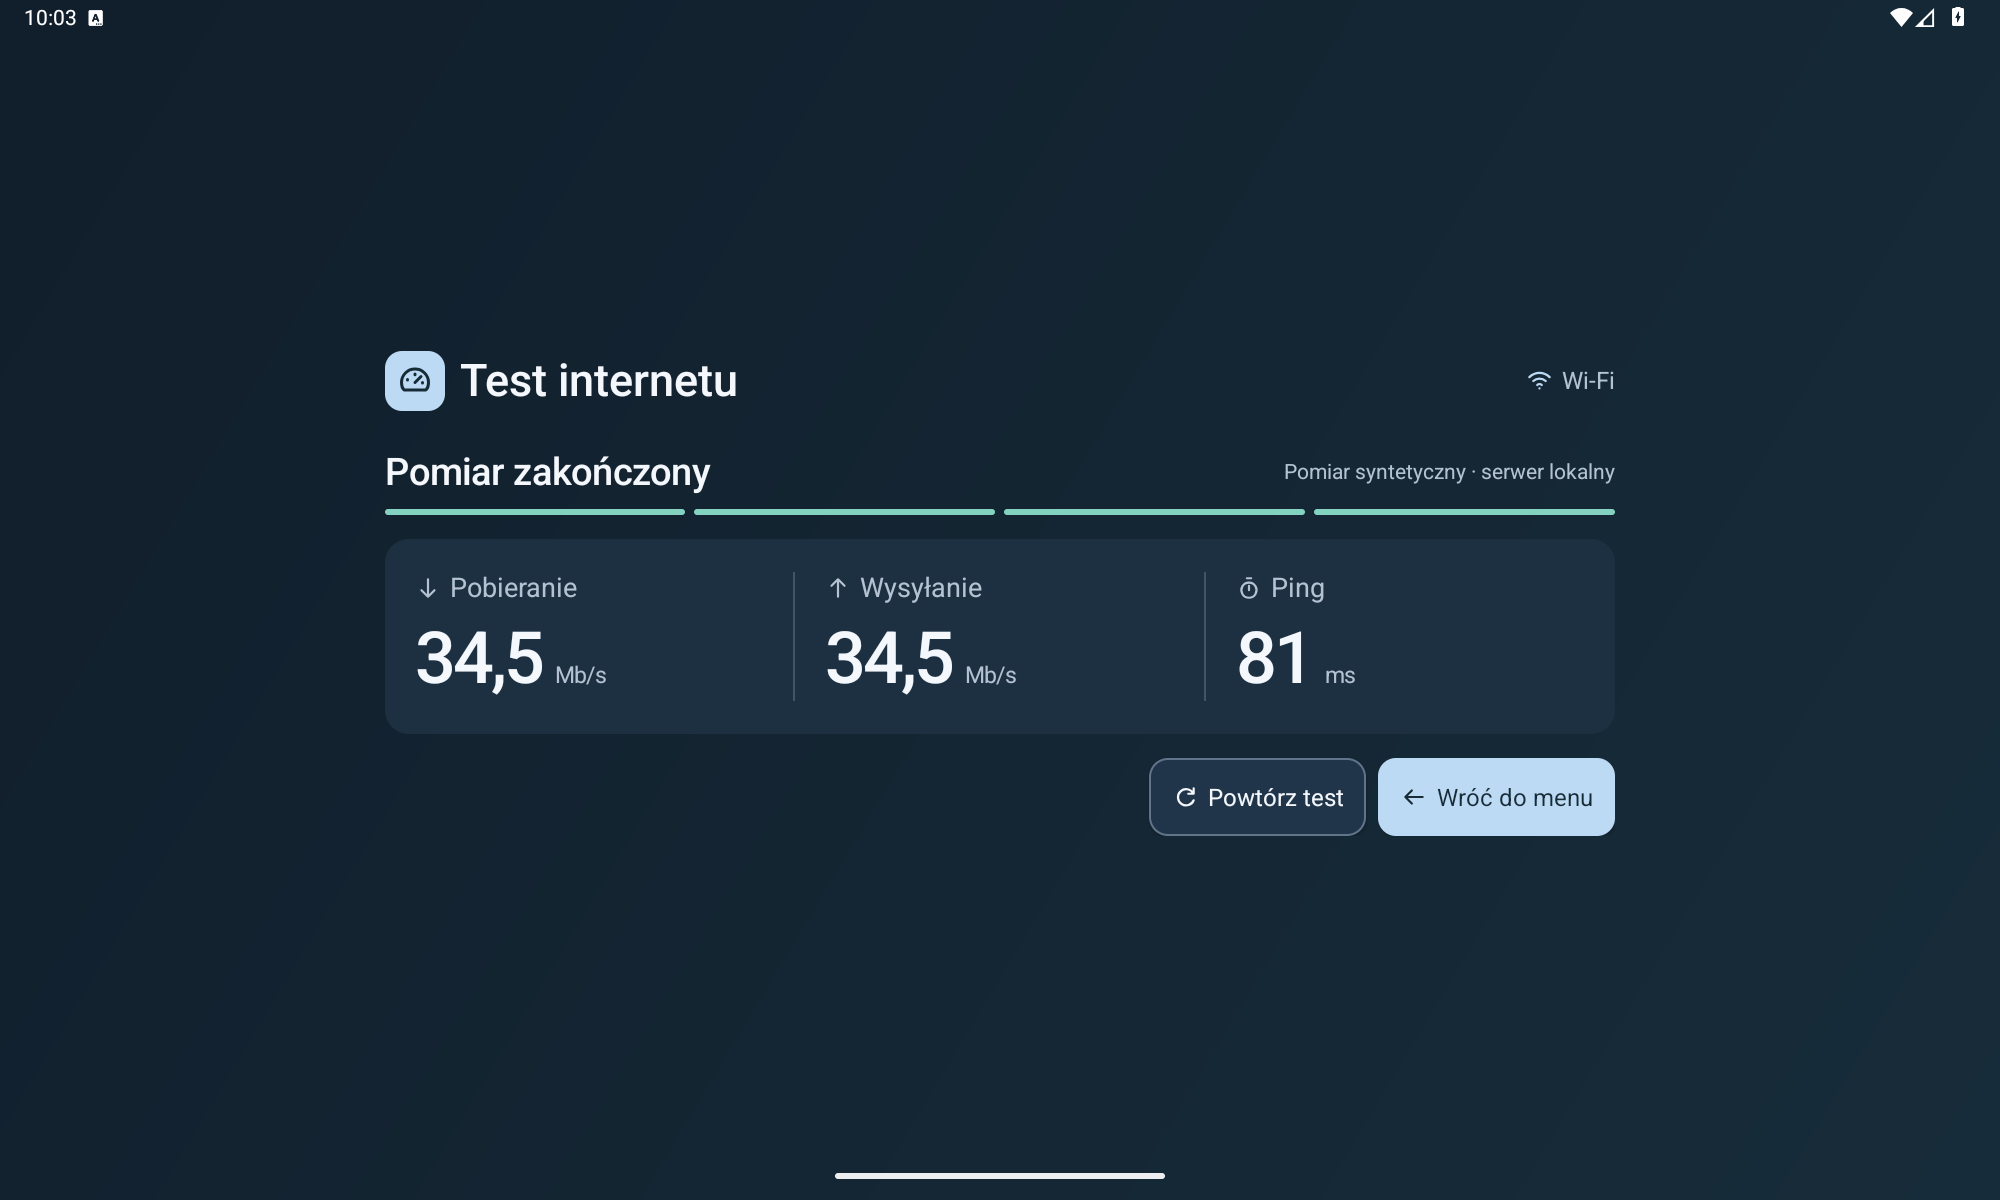 10:03
Test internetu
Wi-Fi
Pomiar zakończony
Pomiar syntetyczny · serwer lokalny
Pobieranie
34,5 Mb/s
Wysyłanie
34,5 Mb/s
Ping
81 ms
Powtórz test
Wróć do menu